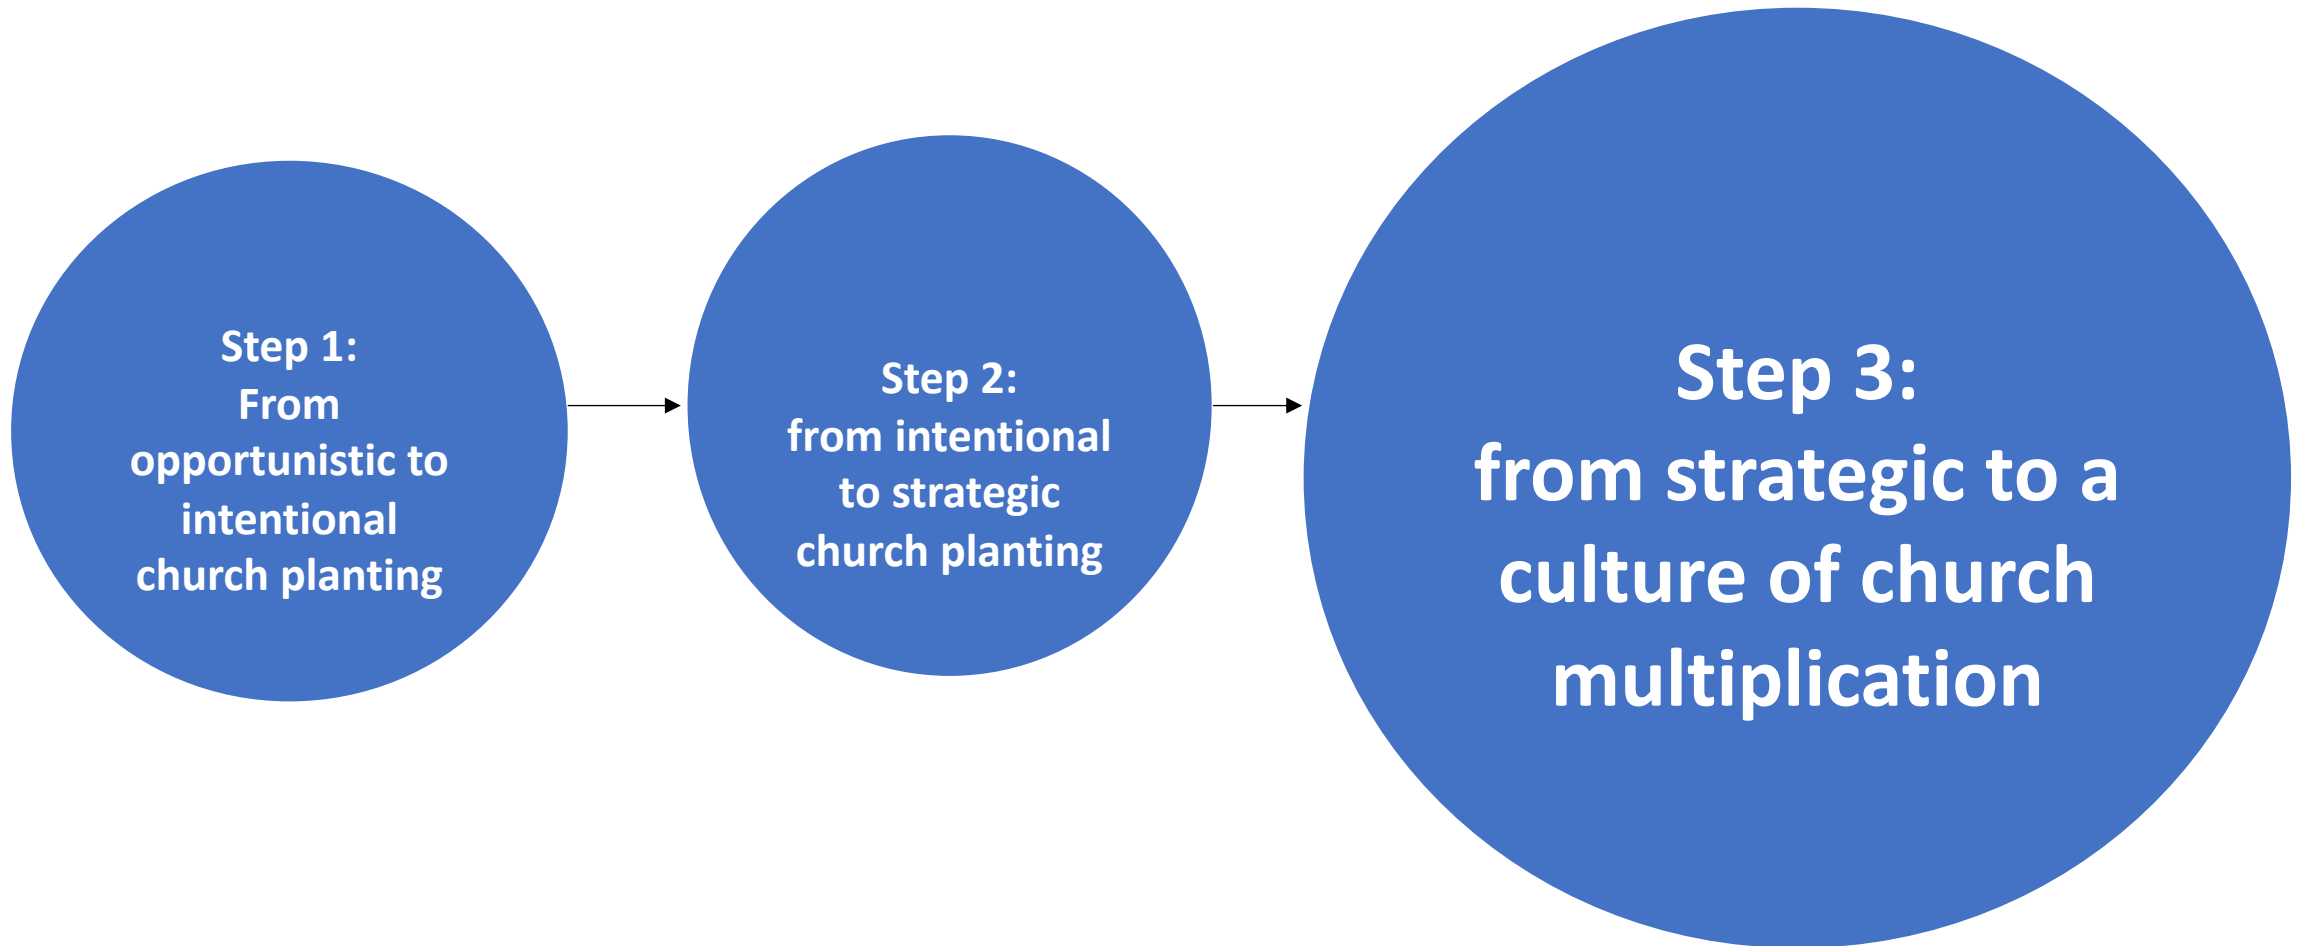 Step 1:
From
opportunistic to
intentional
church planting
Step 2:
from intentional
to strategic
church planting
Step 3:
from strategic to a
culture of church
multiplication